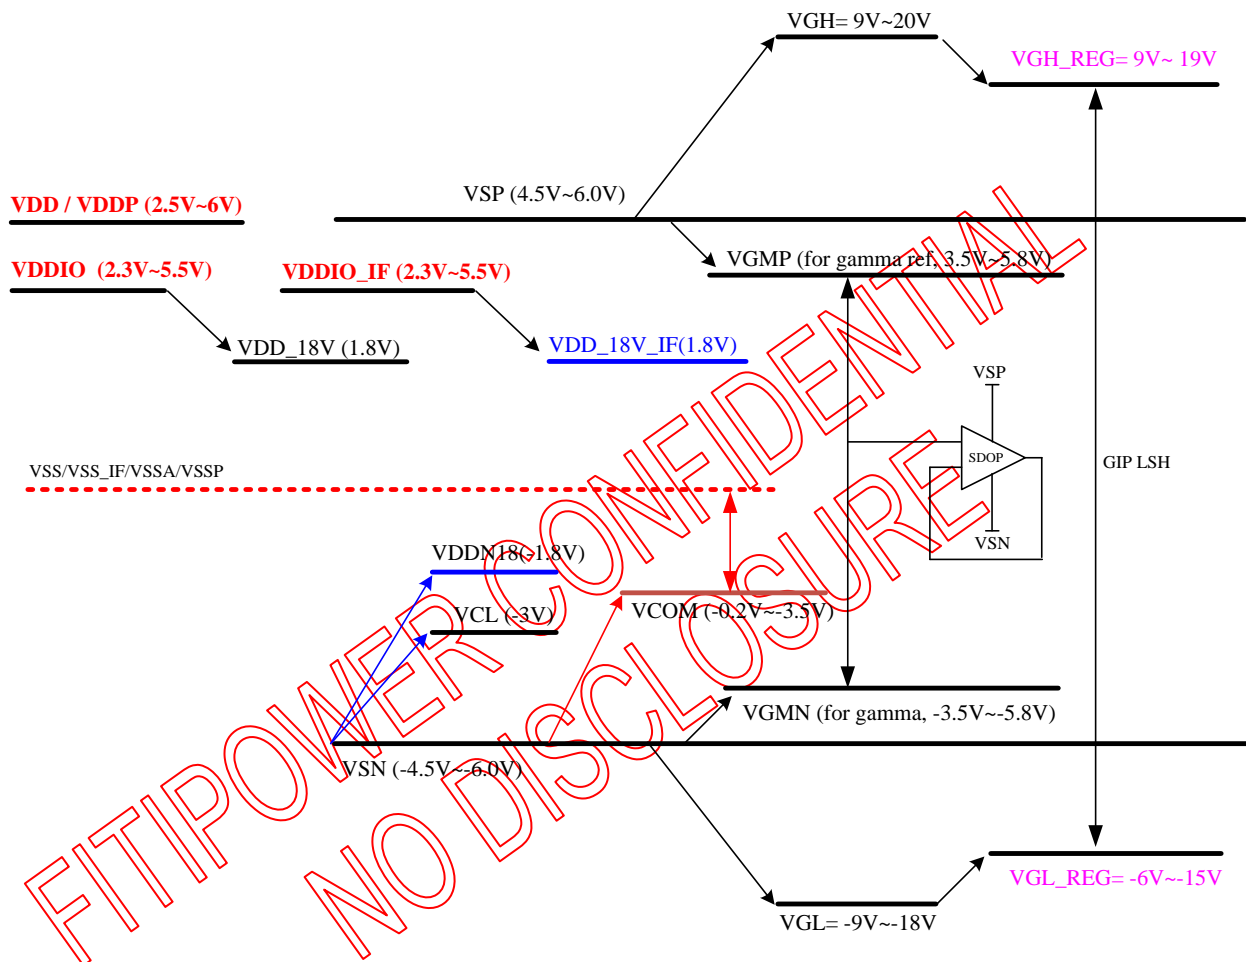 VGH= 9V~20V
VGH_REG= 9V~ 19V
VSP (4.5V~6.0V)
VDD / VDDP (2.5V~6V)
VGMP (for gamma ref, 3.5V~5.8V)
VDDIO (2.3V~5.5V)
VDDIO_IF (2.3V~5.5V)
VDD_18V (1.8V)
VDD_18V_IF(1.8V)
VSP
SDOP
VSN
GIP LSH
VSS/VSS_IF/VSSA/VSSP
VDDN18(-1.8V)
VCL (-3V)
VCOM (-0.2V~-3.5V)
VGMN (for gamma, -3.5V~-5.8V)
VSN (-4.5V~-6.0V)
VGL_REG= -6V~-15V
VGL= -9V~-18V
FITIPOWER CONFIDENTIAL
NO DISCLOSURE